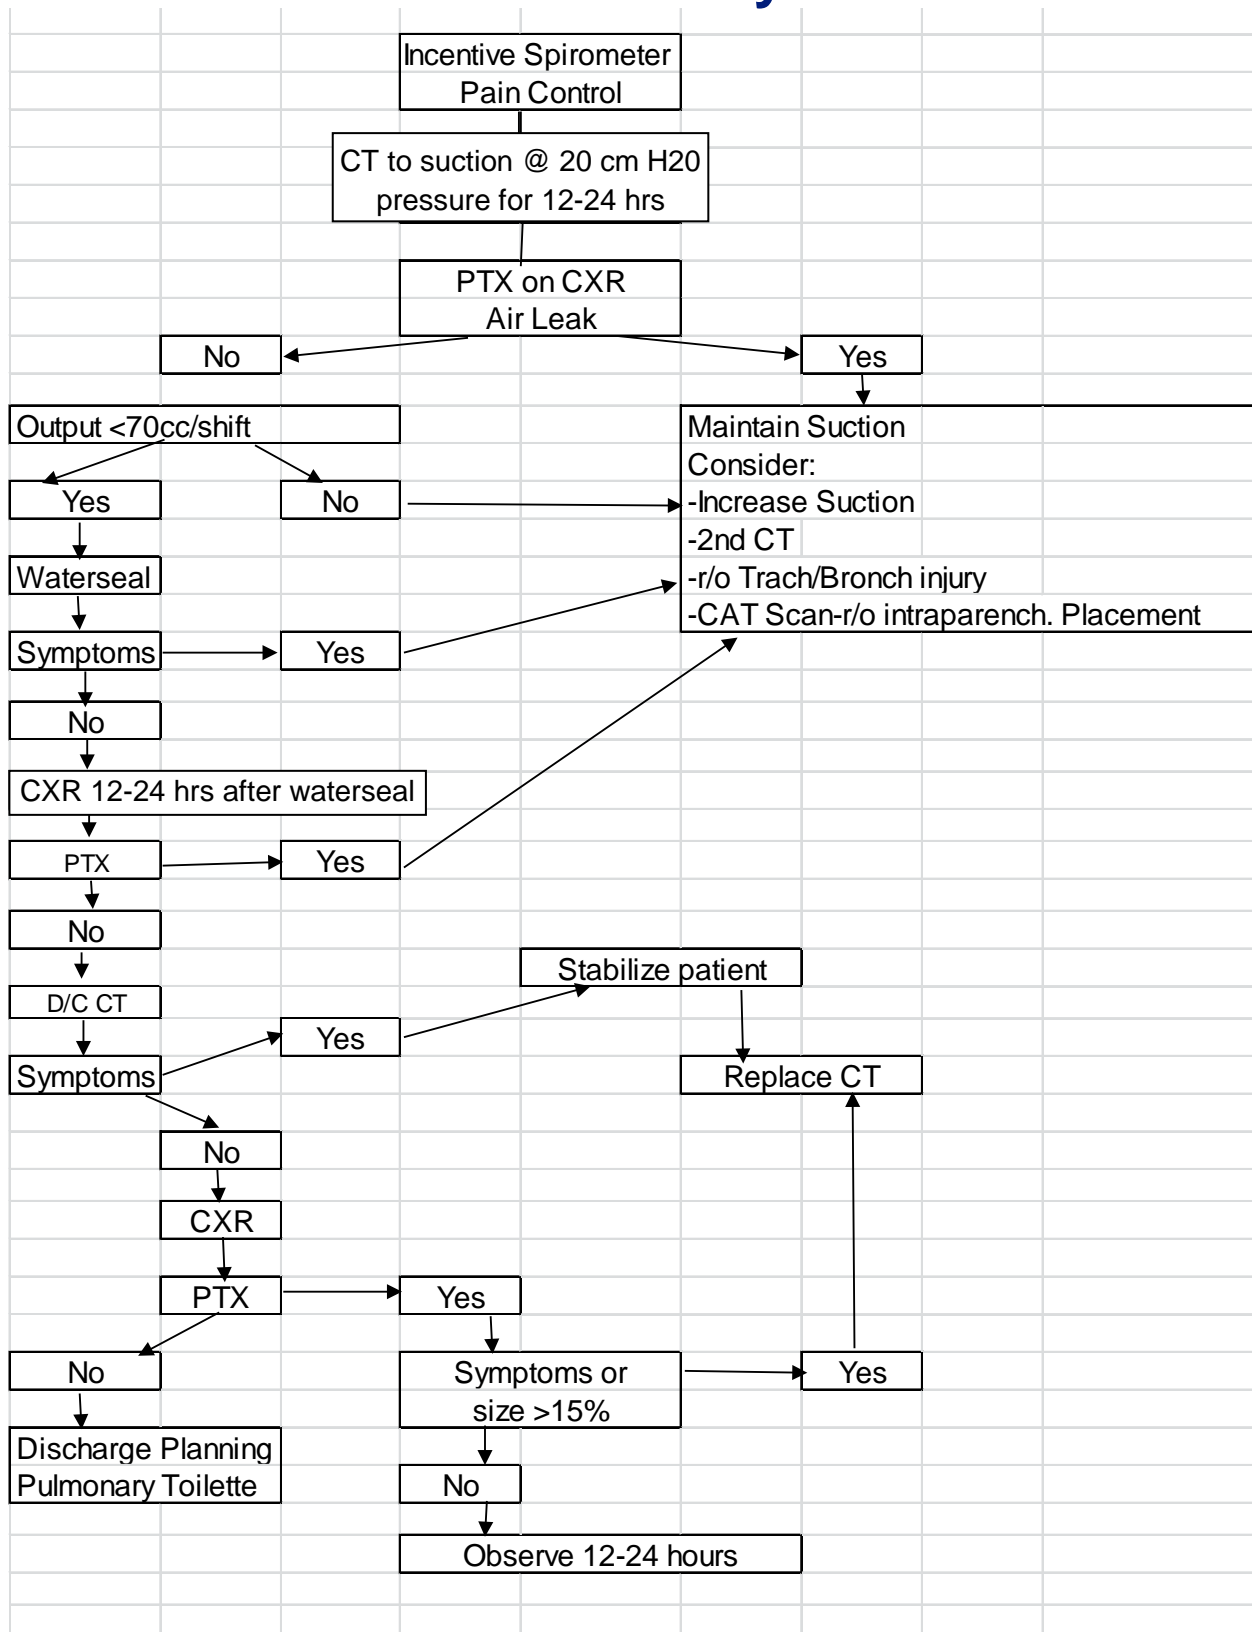 Incentive Spirometer
Pain Control
CT to suction @ 20 cm H20
pressure for 12-24 hrs
PTX on CXR
Air Leak
No
Yes
Output <70cc/shift
Maintain Suction
Consider:
Yes
No
-Increase Suction
-2nd CT
Waterseal
-r/o Trach/Bronch injury
-CAT Scan-r/o intraparench. Placement
Symptoms
Yes
No
CXR 12-24 hrs after waterseal
PTX
Yes
No
Stabilize patient
D/C CT
Yes
Symptoms
Replace CT
No
CXR
PTX
Yes
No
Symptoms or
size >15%
Yes
Discharge Planning
Pulmonary Toilette
No
Observe 12-24 hours